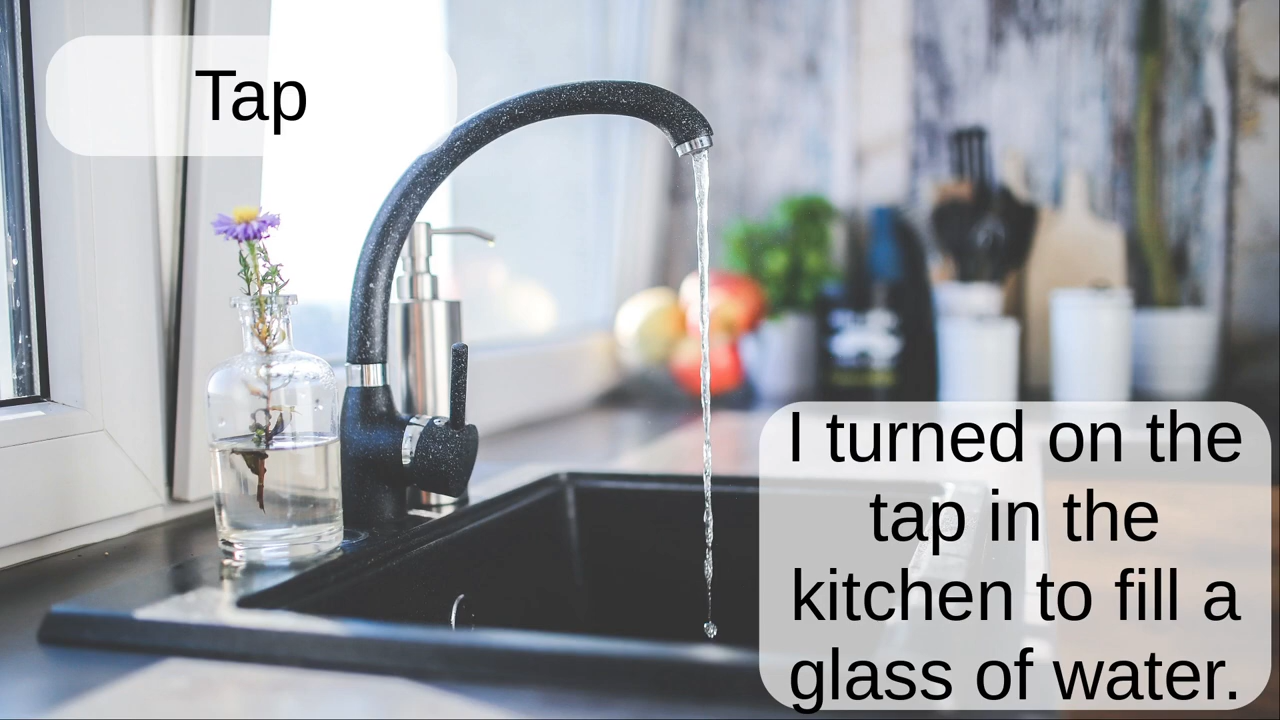 Tap
I turned on the
tap in the
kitchen to fill a
glass of water.